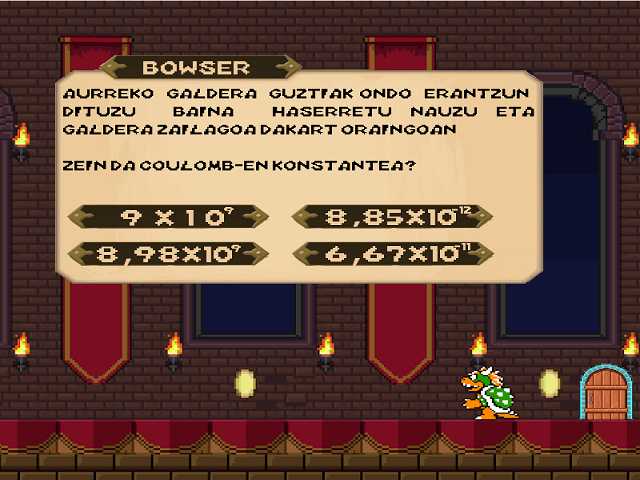 BOWSER
AURREKO GALDERA GUZTIAK ONDO ERANTZUN
DITUZU BAINA HASERRETU NAUZU ETA
GALDERA ZAILAGOA DAKART ORAINGOAN
ZEIN DA COULOMB-EN KONSTANTEA?
9 X 10⁹
8,85X10⁻¹²
8,98X10⁹
6,67X10⁻¹¹